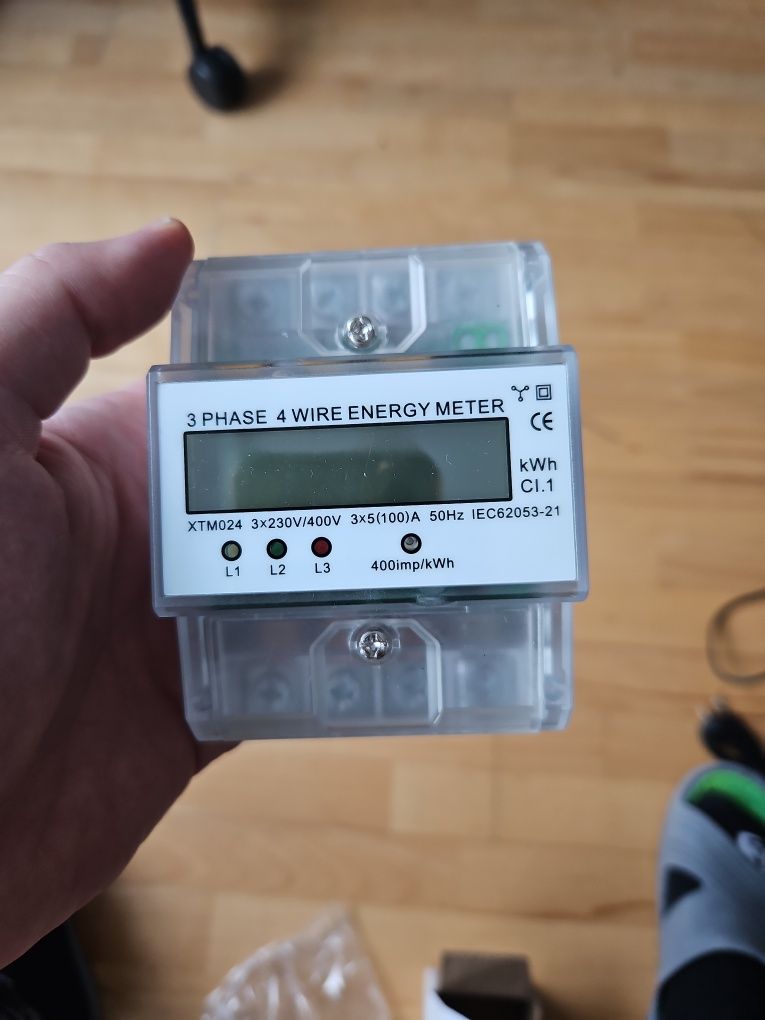 3 PHASE 4 WIRE ENERGY METER
CE
kWh
Cl.1
XTM024 3×230V/400V 3×5(100)A 50Hz IEC62053-21
L1 L2 L3 400imp/kWh